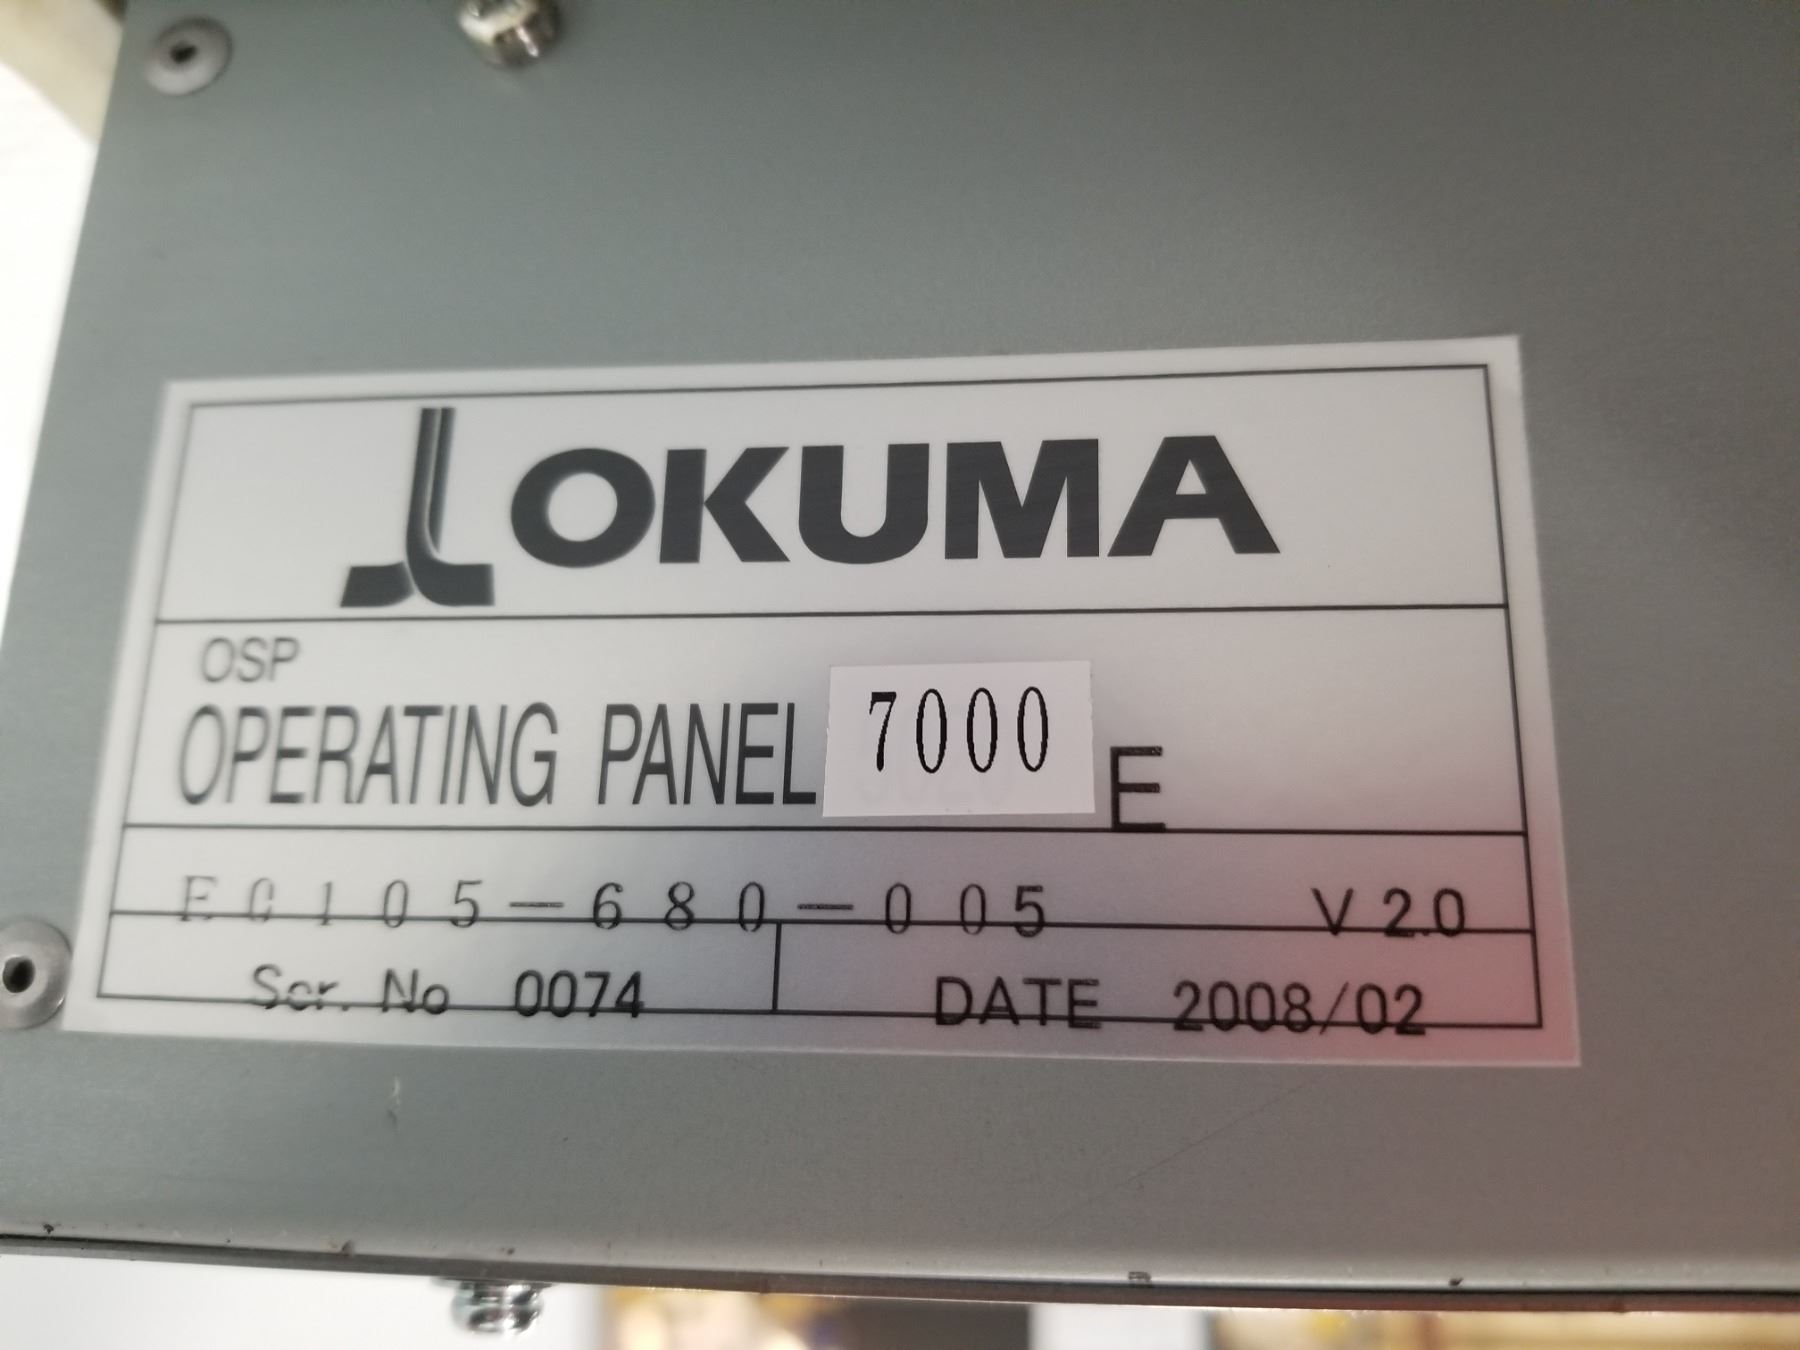 OKUMA
OSP
OPERATING PANEL 7000 E
E0105-680-005 V2.0
Ser. No 0074 DATE 2008/02